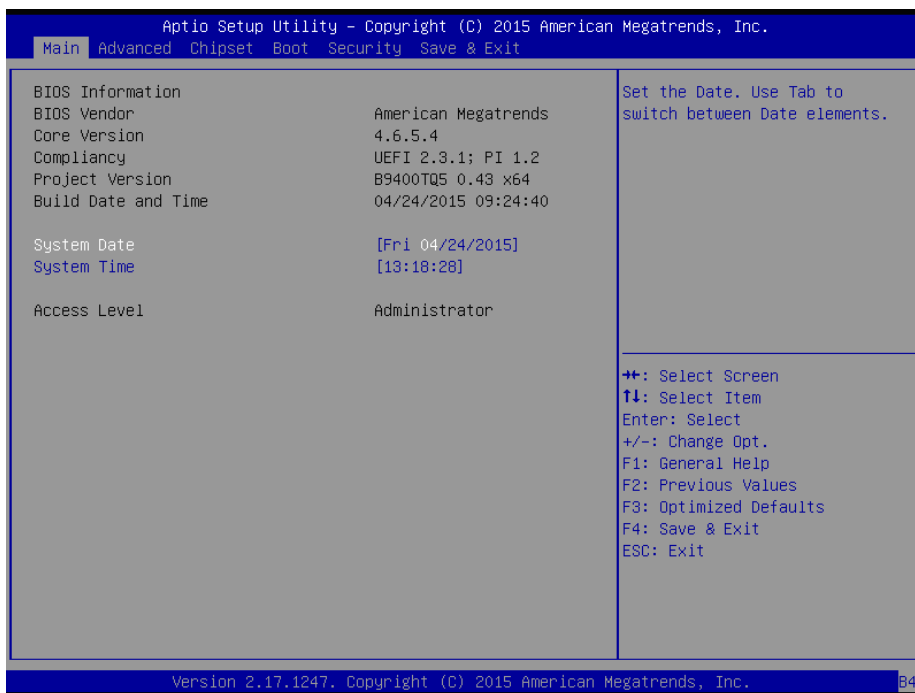 Aptio Setup Utility – Copyright (C) 2015 American Megatrends, Inc.
Main Advanced Chipset Boot Security Save & Exit
BIOS Information
BIOS Vendor American Megatrends
Core Version 4.6.5.4
Compliancy UEFI 2.3.1; PI 1.2
Project Version B9400TQ5 0.43 x64
Build Date and Time 04/24/2015 09:24:40
System Date [Fri 04/24/2015]
System Time [13:18:28]
Access Level Administrator
Set the Date. Use Tab to
switch between Date elements.
→←: Select Screen
↑↓: Select Item
Enter: Select
+/-: Change Opt.
F1: General Help
F2: Previous Values
F3: Optimized Defaults
F4: Save & Exit
ESC: Exit
Version 2.17.1247. Copyright (C) 2015 American Megatrends, Inc.
B4